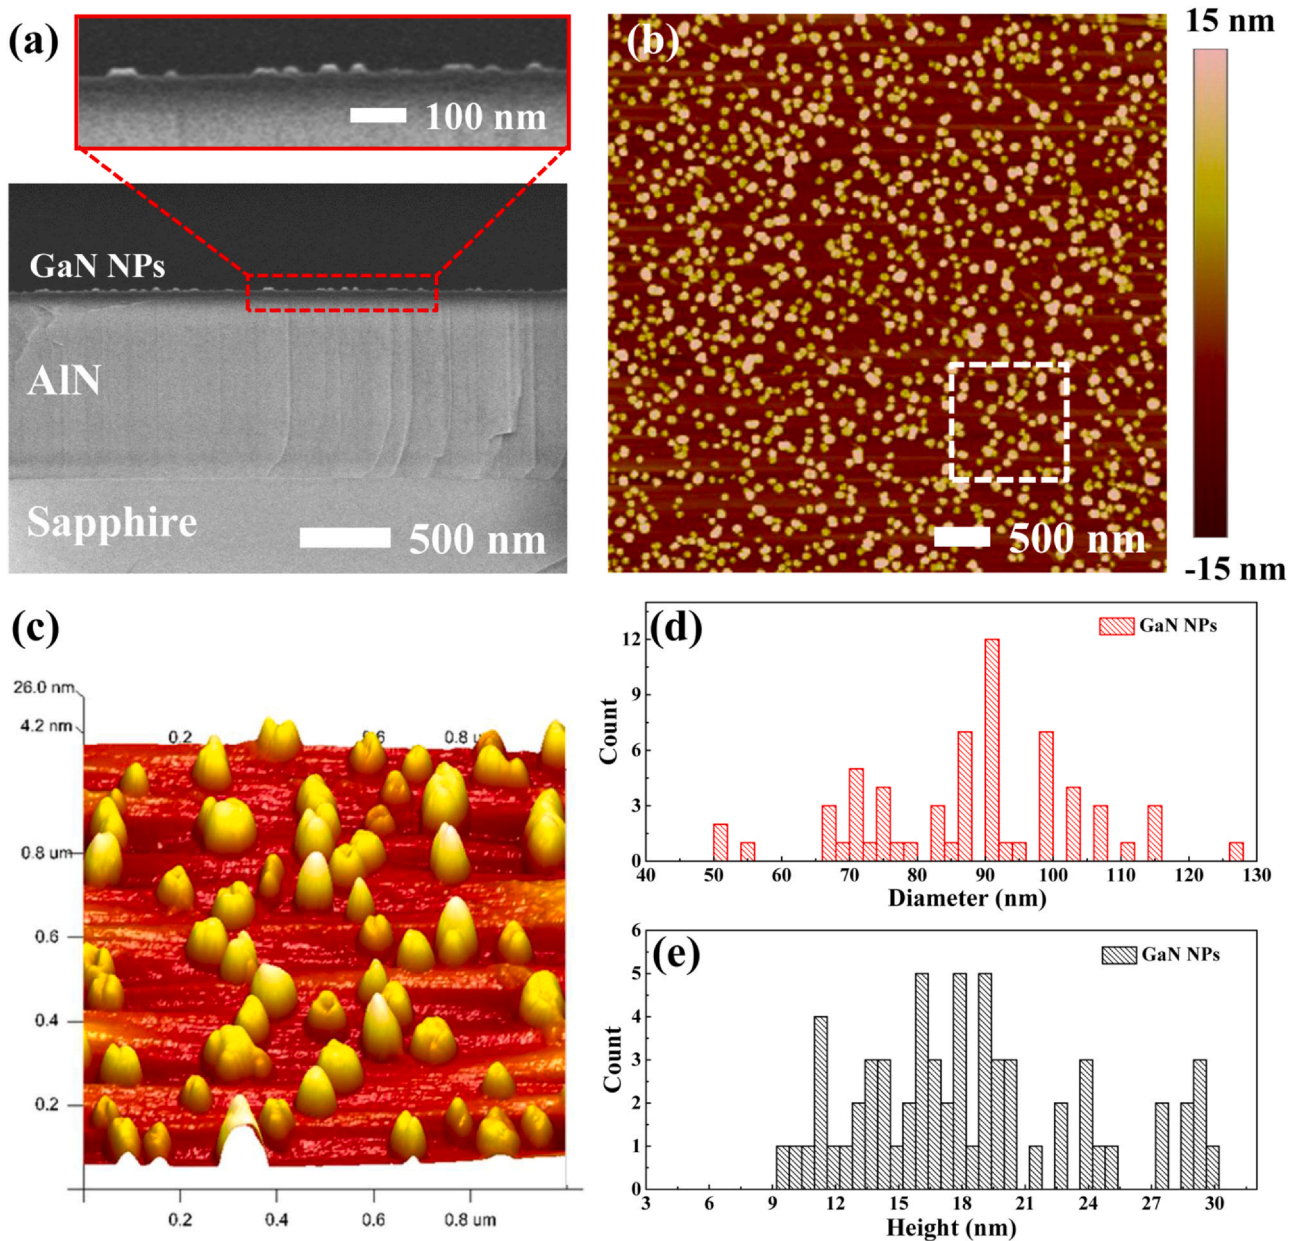 (a)
100 nm
GaN NPs
AlN
Sapphire
500 nm
(b)
500 nm
15 nm
-15 nm
(c)
26.0 nm
4.2 nm
0.2
0.6
0.8 u
0.8 um
0.6
0.4
0.2
0.2 0.4 0.6 0.8 um
(d)
GaN NPs
Count
12
9
6
3
0
40 50 60 70 80 90 100 110 120 130
Diameter (nm)
(e)
GaN NPs
Count
6
5
4
3
2
1
0
3 6 9 12 15 18 21 24 27 30
Height (nm)